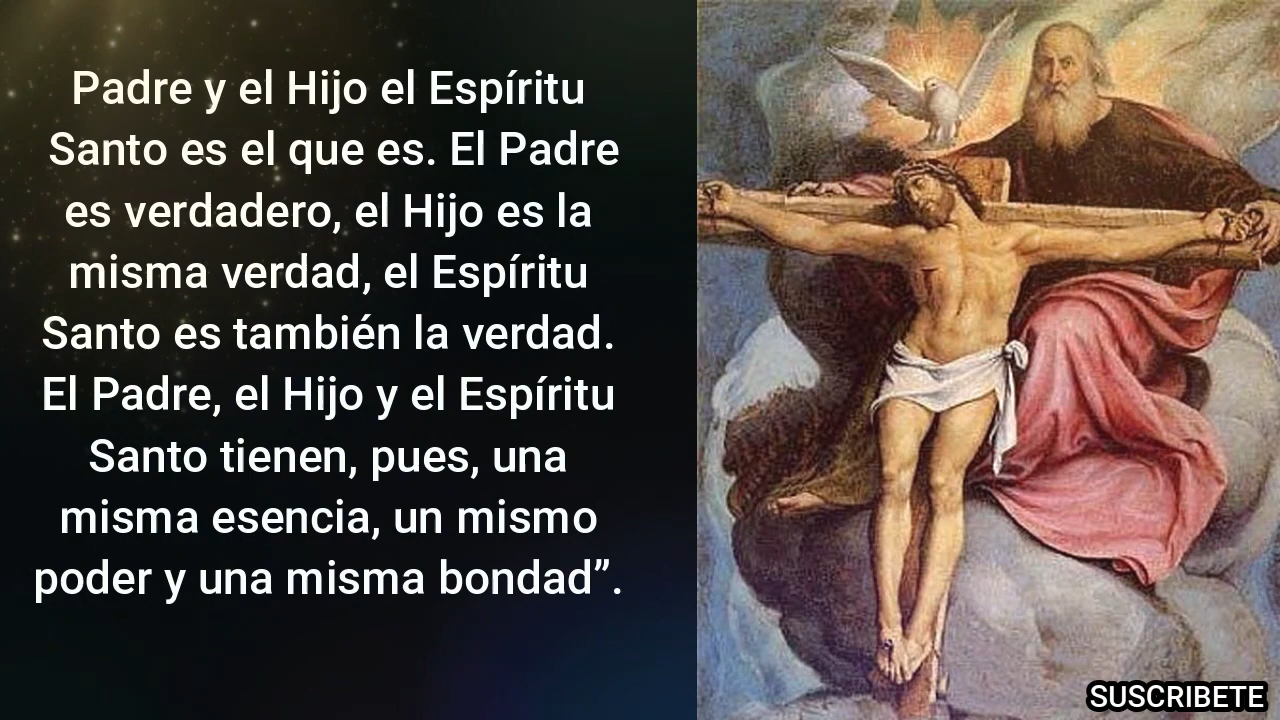 Padre y el Hijo el Espíritu
Santo es el que es. El Padre
es verdadero, el Hijo es la
misma verdad, el Espíritu
Santo es también la verdad.
El Padre, el Hijo y el Espíritu
Santo tienen, pues, una
misma esencia, un mismo
poder y una misma bondad”.
SUSCRIBETE